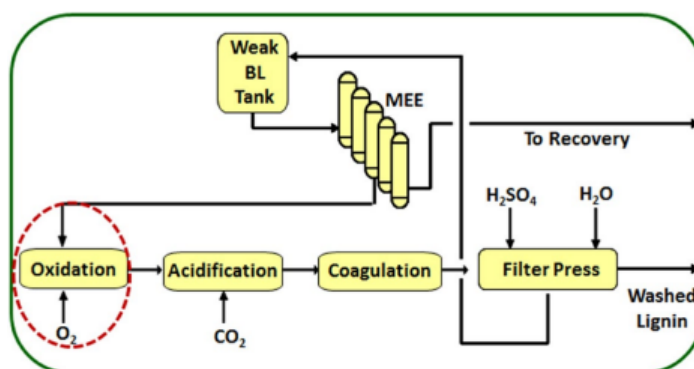 Weak
BL
Tank
MEE
To Recovery
H₂SO₄
H₂O
Oxidation
Acidification
Coagulation
Filter Press
O₂
CO₂
Washed
Lignin